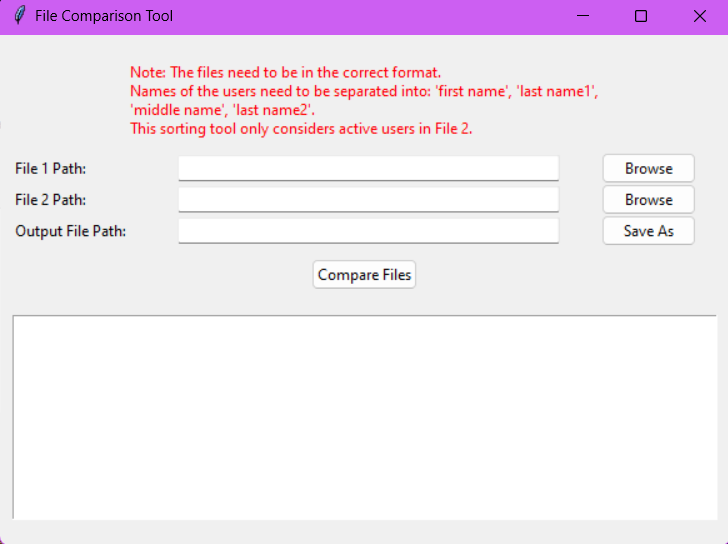 File Comparison Tool
Note: The files need to be in the correct format.
Names of the users need to be separated into: 'first name', 'last name1',
'middle name', 'last name2'.
This sorting tool only considers active users in File 2.
File 1 Path:
Browse
File 2 Path:
Browse
Output File Path:
Save As
Compare Files